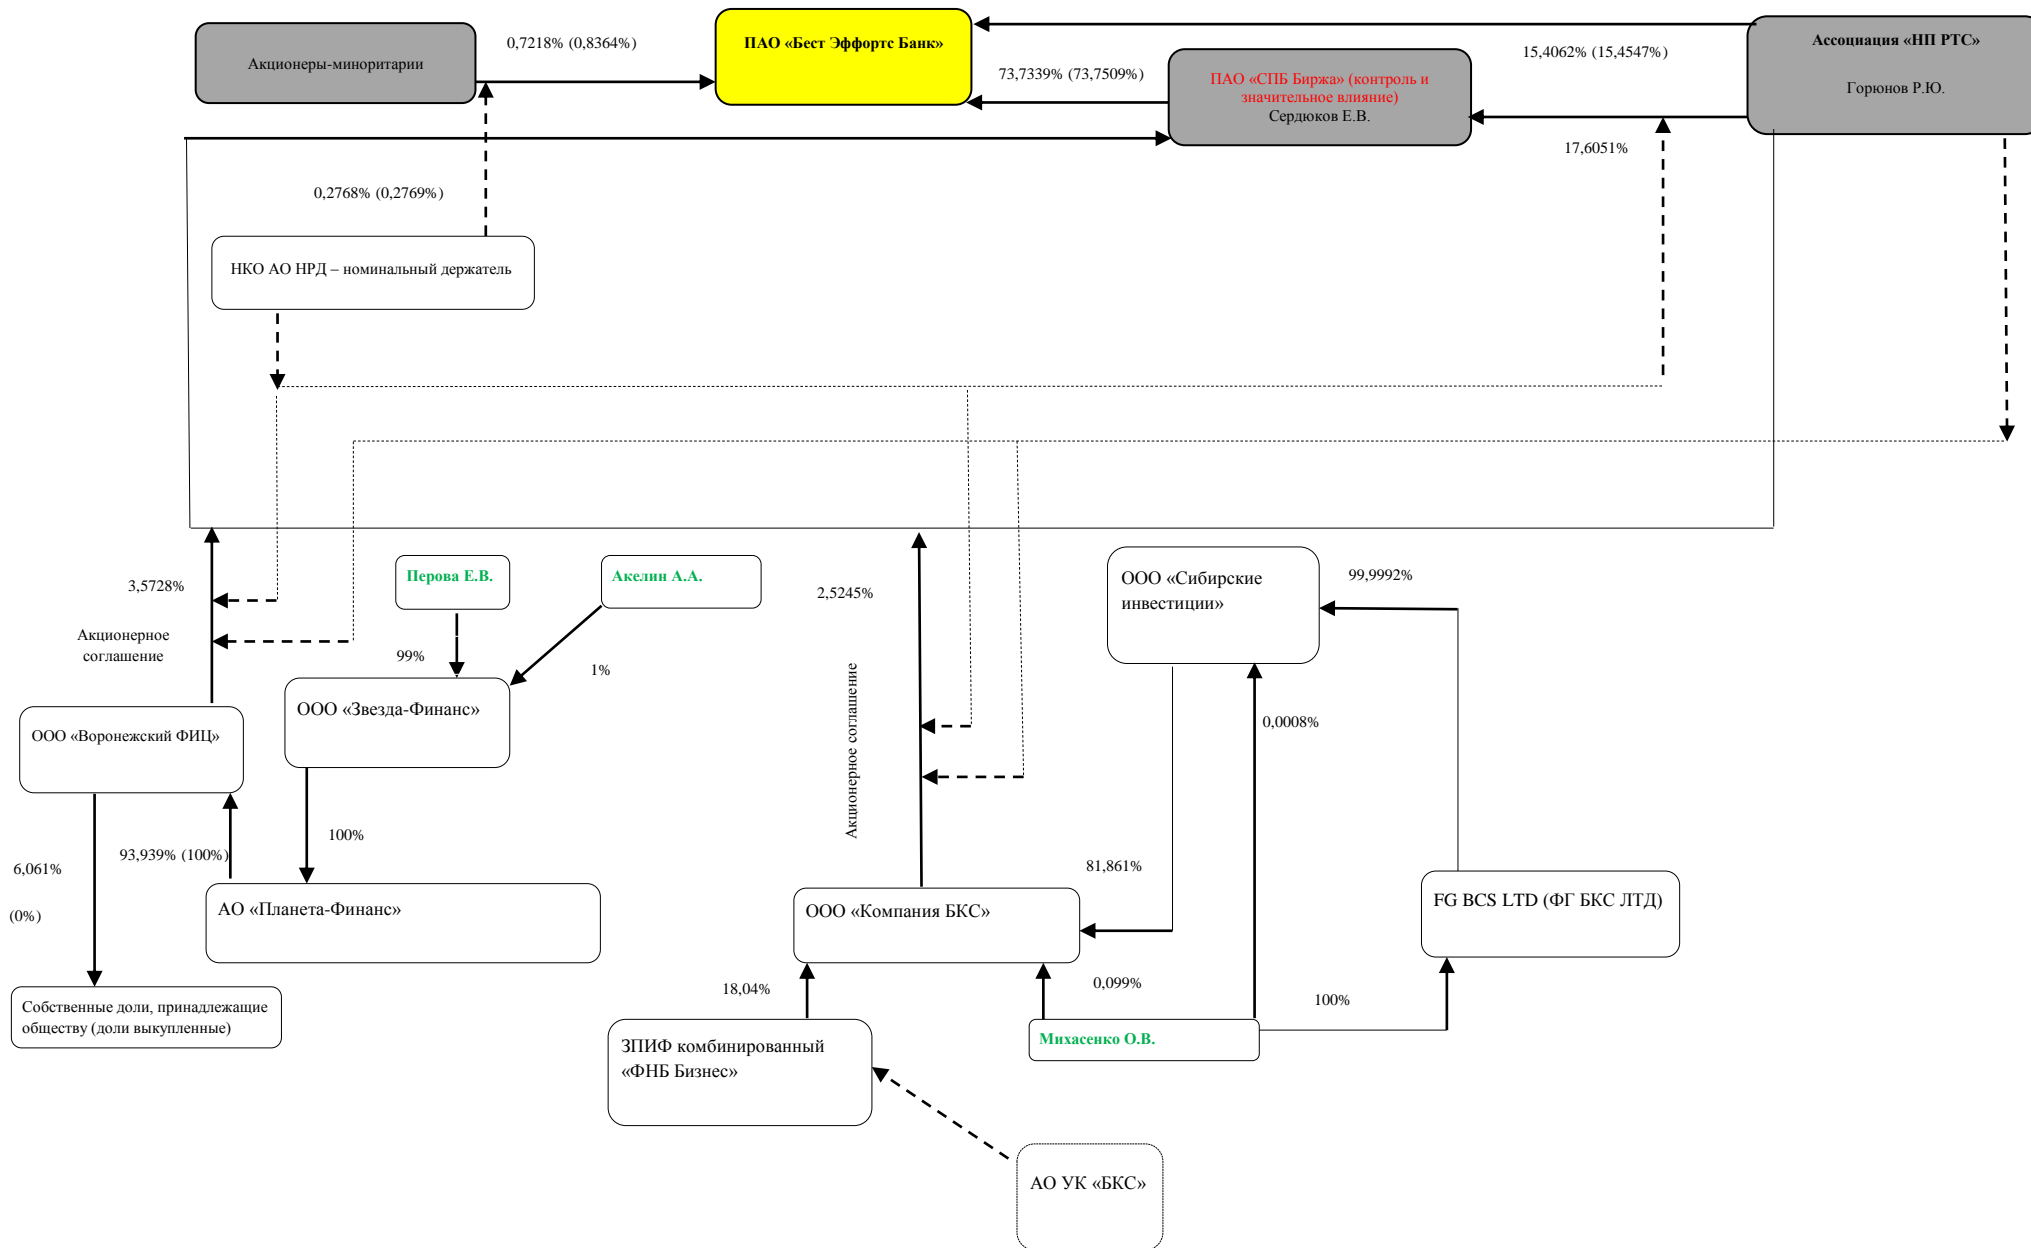 0,7218% (0,8364%)
ПАО «Бест Эффортс Банк»
Ассоциация «НП РТС»
Горюнов Р.Ю.
Акционеры-миноритарии
15,4062% (15,4547%)
73,7339% (73,7509%)
ПАО «СПБ Биржа» (контроль и
значительное влияние)
Сердюков Е.В.
17,6051%
0,2768% (0,2769%)
НКО АО НРД – номинальный держатель
3,5728%
Акционерное
соглашение
Перова Е.В.
Акелин А.А.
99%
1%
2,5245%
Акционерное соглашение
ООО «Сибирские
инвестиции»
99,9992%
0,0008%
ООО «Воронежский ФИЦ»
ООО «Звезда-Финанс»
100%
6,061%
(0%)
93,939% (100%)
АО «Планета-Финанс»
81,861%
ООО «Компания БКС»
FG BCS LTD (ФГ БКС ЛТД)
Собственные доли, принадлежащие
обществу (доли выкупленные)
18,04%
0,099%
100%
ЗПИФ комбинированный
«ФНБ Бизнес»
Михасенко О.В.
АО УК «БКС»